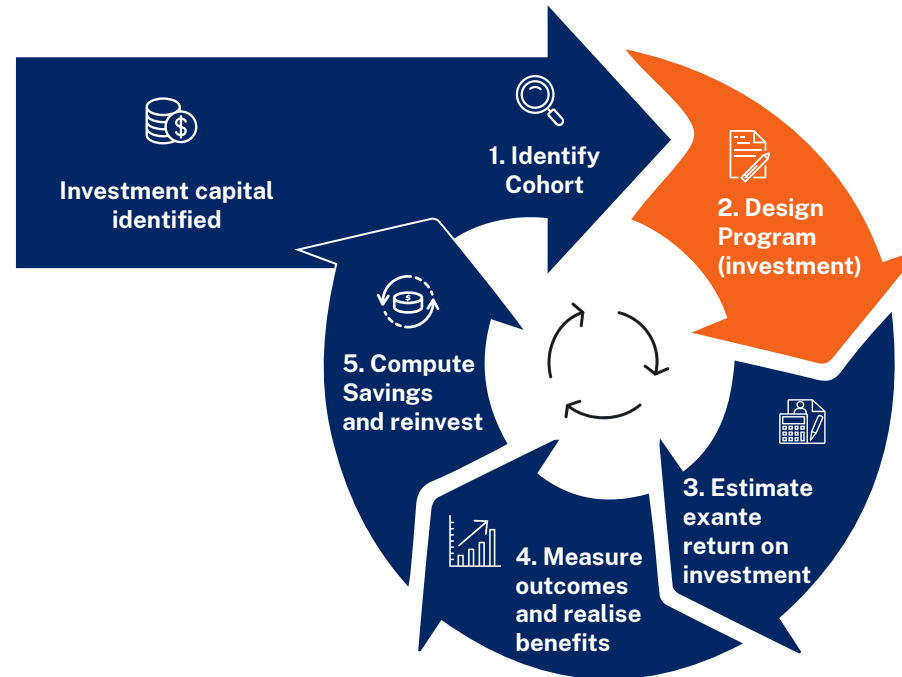 Investment capital
identified
1. Identify
Cohort
2. Design
Program
(investment)
3. Estimate
exante
return on
investment
4. Measure
outcomes
and realise
benefits
5. Compute
Savings
and reinvest